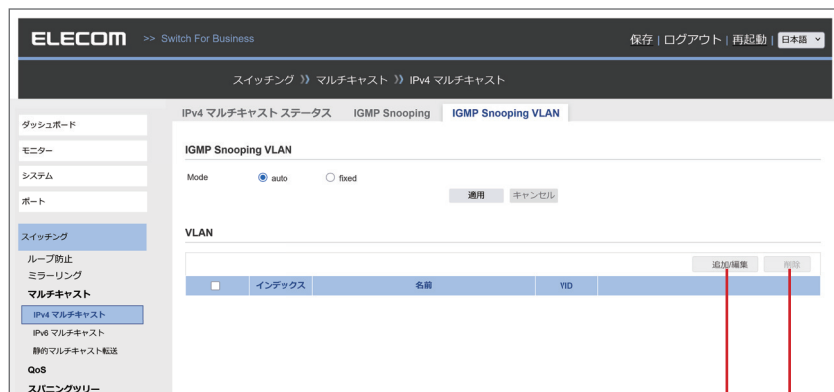 ELECOM >> Switch For Business 保存 | ログアウト | 再起動 | 日本語
スイッチング 》 マルチキャスト 》 IPv4 マルチキャスト
IPv4 マルチキャスト ステータス IGMP Snooping IGMP Snooping VLAN
ダッシュボード
モニター
システム
ポート
スイッチング
ループ防止
ミラーリング
マルチキャスト
IPv4 マルチキャスト
IPv6 マルチキャスト
静的マルチキャスト転送
QoS
スパニングツリー
IGMP Snooping VLAN
Mode auto fixed
適用 キャンセル
VLAN
追加/編集 削除
インデックス 名前 YID